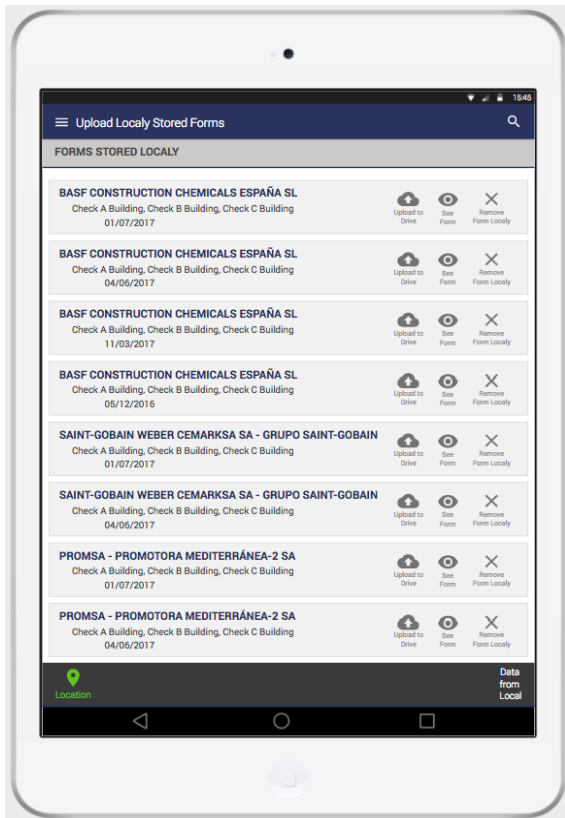 15:45
Upload Localy Stored Forms
FORMS STORED LOCALY
BASF CONSTRUCTION CHEMICALS ESPAÑA SL
Check A Building, Check B Building, Check C Building
01/07/2017
Upload to Drive
See Form
Remove Form Localy
BASF CONSTRUCTION CHEMICALS ESPAÑA SL
Check A Building, Check B Building, Check C Building
04/06/2017
Upload to Drive
See Form
Remove Form Localy
BASF CONSTRUCTION CHEMICALS ESPAÑA SL
Check A Building, Check B Building, Check C Building
11/03/2017
Upload to Drive
See Form
Remove Form Localy
BASF CONSTRUCTION CHEMICALS ESPAÑA SL
Check A Building, Check B Building, Check C Building
05/12/2016
Upload to Drive
See Form
Remove Form Localy
SAINT-GOBAIN WEBER CEMARKSA SA - GRUPO SAINT-GOBAIN
Check A Building, Check B Building, Check C Building
01/07/2017
Upload to Drive
See Form
Remove Form Localy
SAINT-GOBAIN WEBER CEMARKSA SA - GRUPO SAINT-GOBAIN
Check A Building, Check B Building, Check C Building
04/06/2017
Upload to Drive
See Form
Remove Form Localy
PROMSA - PROMOTORA MEDITERRÁNEA-2 SA
Check A Building, Check B Building, Check C Building
01/07/2017
Upload to Drive
See Form
Remove Form Localy
PROMSA - PROMOTORA MEDITERRÁNEA-2 SA
Check A Building, Check B Building, Check C Building
04/06/2017
Upload to Drive
See Form
Remove Form Localy
Location
Data
from
Local